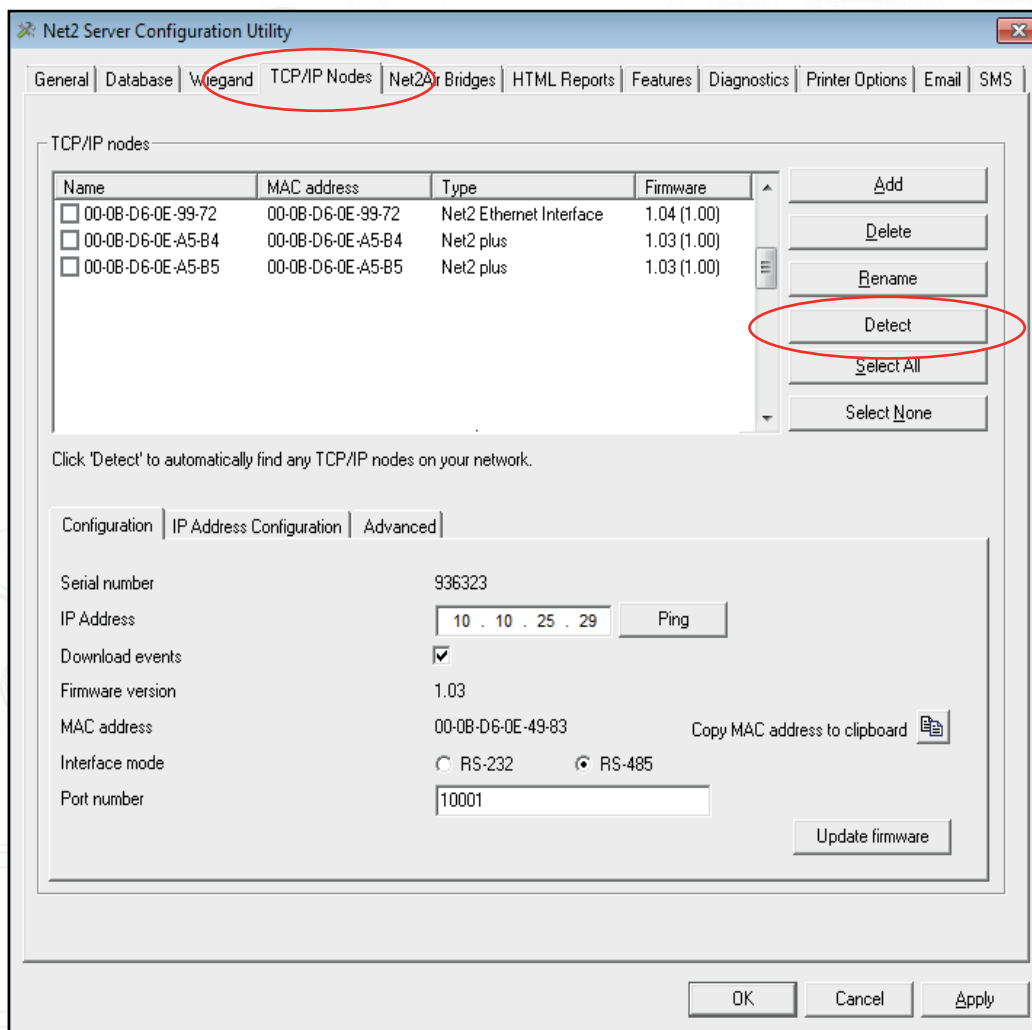 Net2 Server Configuration Utility
General Database Wiegand TCP/IP Nodes Net2Air Bridges HTML Reports Features Diagnostics Printer Options Email SMS
TCP/IP nodes
Name MAC address Type Firmware
00-0B-D6-0E-99-72 00-0B-D6-0E-99-72 Net2 Ethernet Interface 1.04 (1.00)
00-0B-D6-0E-A5-B4 00-0B-D6-0E-A5-B4 Net2 plus 1.03 (1.00)
00-0B-D6-0E-A5-B5 00-0B-D6-0E-A5-B5 Net2 plus 1.03 (1.00)
Add
Delete
Rename
Detect
Select All
Select None
Click 'Detect' to automatically find any TCP/IP nodes on your network.
Configuration IP Address Configuration Advanced
Serial number 936323
IP Address 10 . 10 . 25 . 29 Ping
Download events
Firmware version 1.03
MAC address 00-0B-D6-0E-49-83 Copy MAC address to clipboard
Interface mode RS-232 RS-485
Port number 10001
Update firmware
OK Cancel Apply